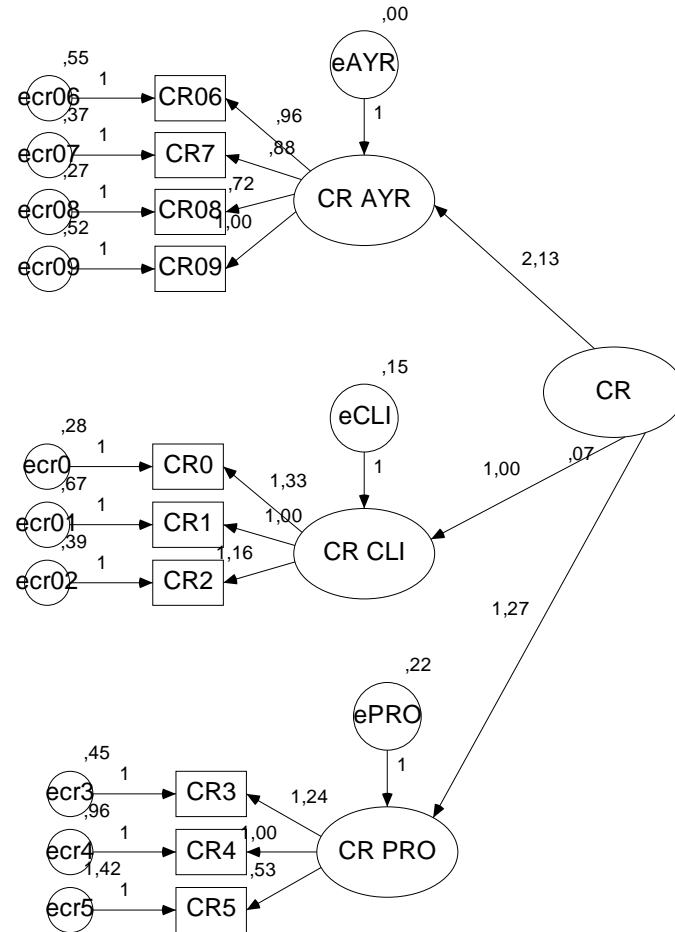 ,00
eAYR
1
,55
ecr06
1
CR06
,96
,37
ecr07
1
CR7
,88
,27
ecr08
1
CR08
,72
,52
ecr09
1
CR09
1,00
CR AYR
2,13
CR
,07
,15
eCLI
1
,28
ecr0
1
CR0
1,33
,67
ecr01
1
CR1
1,00
,39
ecr02
1
CR2
1,16
CR CLI
1,00
1,27
,22
ePRO
1
,45
ecr3
1
CR3
1,24
,96
ecr4
1
CR4
1,00
1,42
ecr5
1
CR5
,53
CR PRO